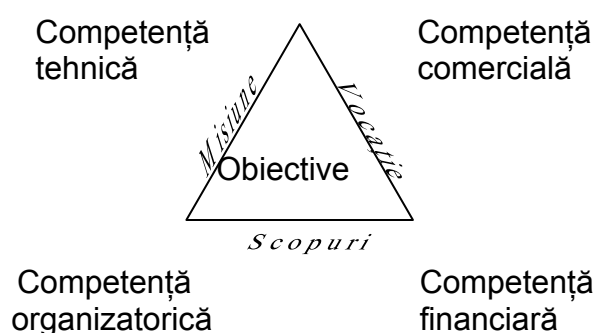 Competență
tehnică
Competență
comercială
Misiune
Vocație
Obiective
Scopuri
Competență
organizatorică
Competență
financiară